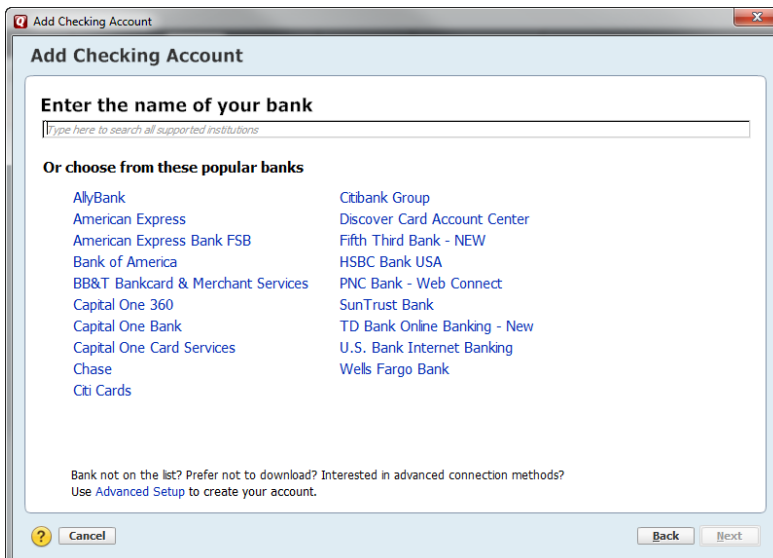 Add Checking Account
Add Checking Account
Enter the name of your bank
Type here to search all supported institutions
Or choose from these popular banks
AllyBank
American Express
American Express Bank FSB
Bank of America
BB&T Bankcard & Merchant Services
Capital One 360
Capital One Bank
Capital One Card Services
Chase
Citi Cards
Citibank Group
Discover Card Account Center
Fifth Third Bank - NEW
HSBC Bank USA
PNC Bank - Web Connect
SunTrust Bank
TD Bank Online Banking - New
U.S. Bank Internet Banking
Wells Fargo Bank
Bank not on the list? Prefer not to download? Interested in advanced connection methods?
Use Advanced Setup to create your account.
? Cancel Back Next